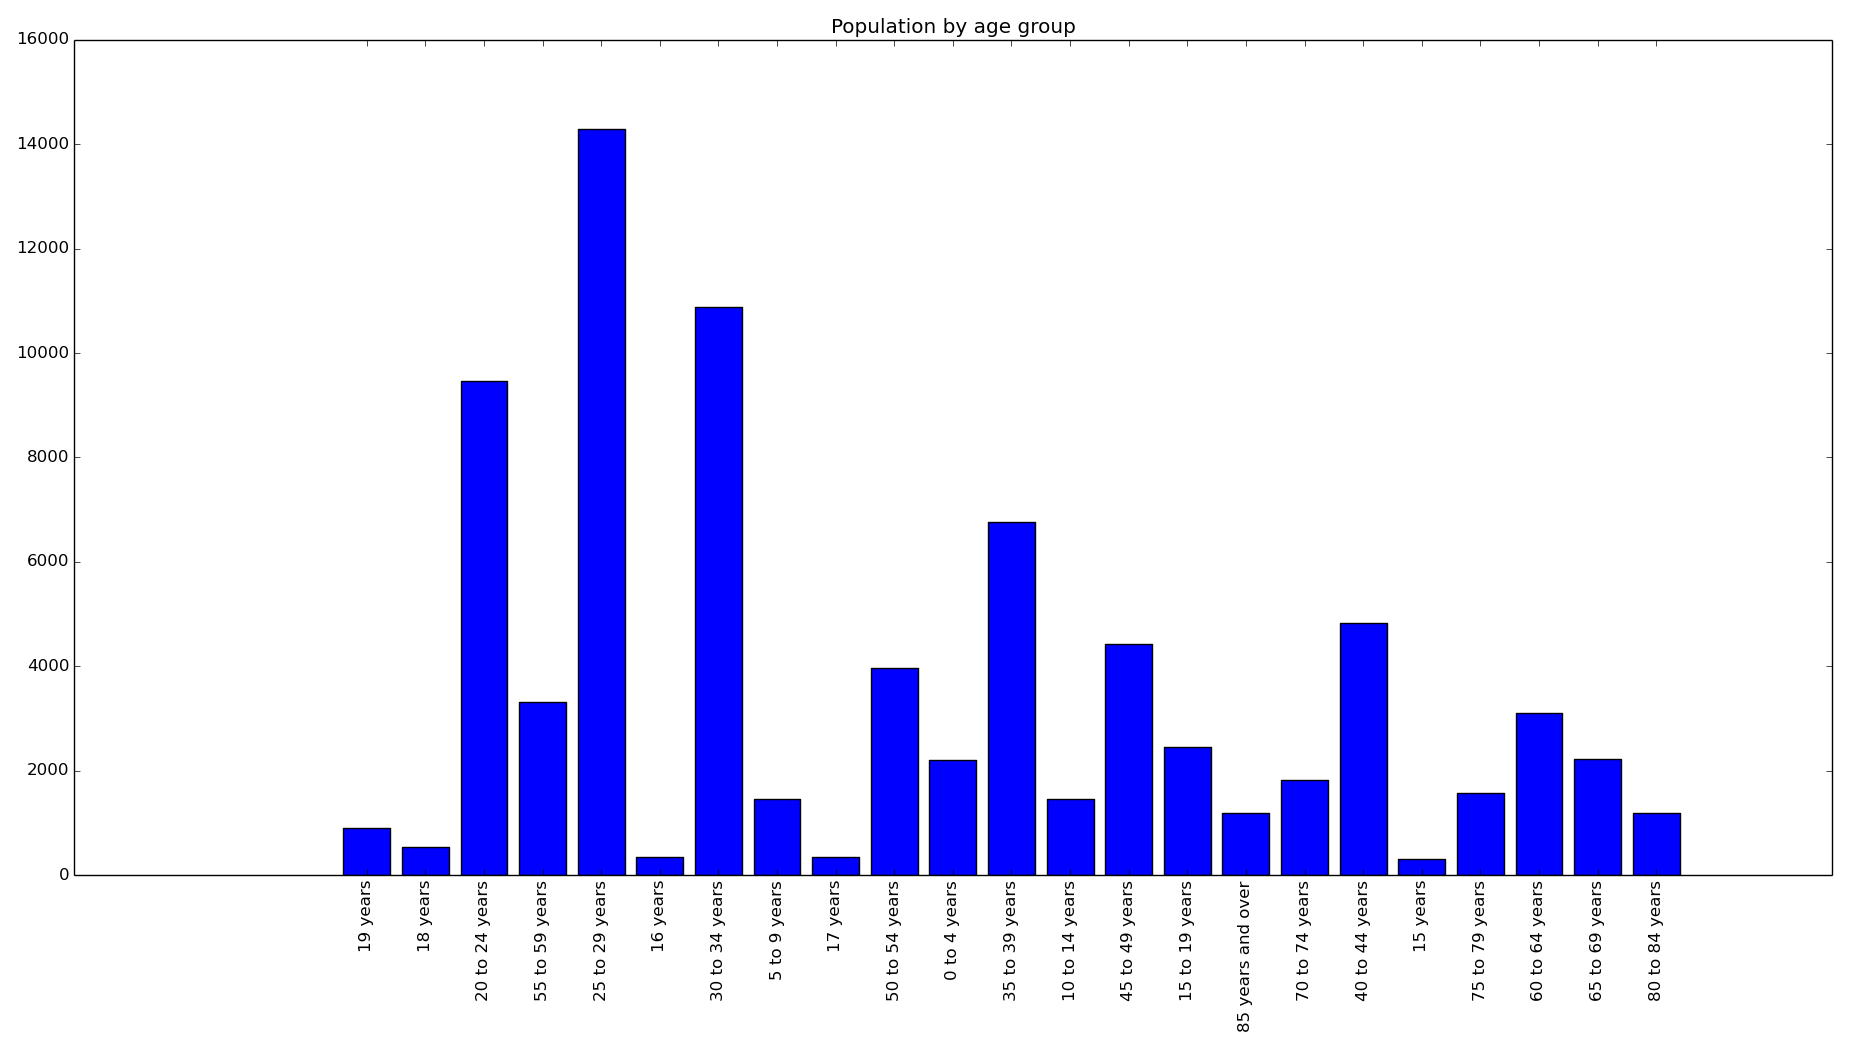 Population by age group
16000
14000
12000
10000
8000
6000
4000
2000
0
19 years
18 years
20 to 24 years
55 to 59 years
25 to 29 years
16 years
30 to 34 years
5 to 9 years
17 years
50 to 54 years
0 to 4 years
35 to 39 years
10 to 14 years
45 to 49 years
15 to 19 years
85 years and over
70 to 74 years
40 to 44 years
15 years
75 to 79 years
60 to 64 years
65 to 69 years
80 to 84 years